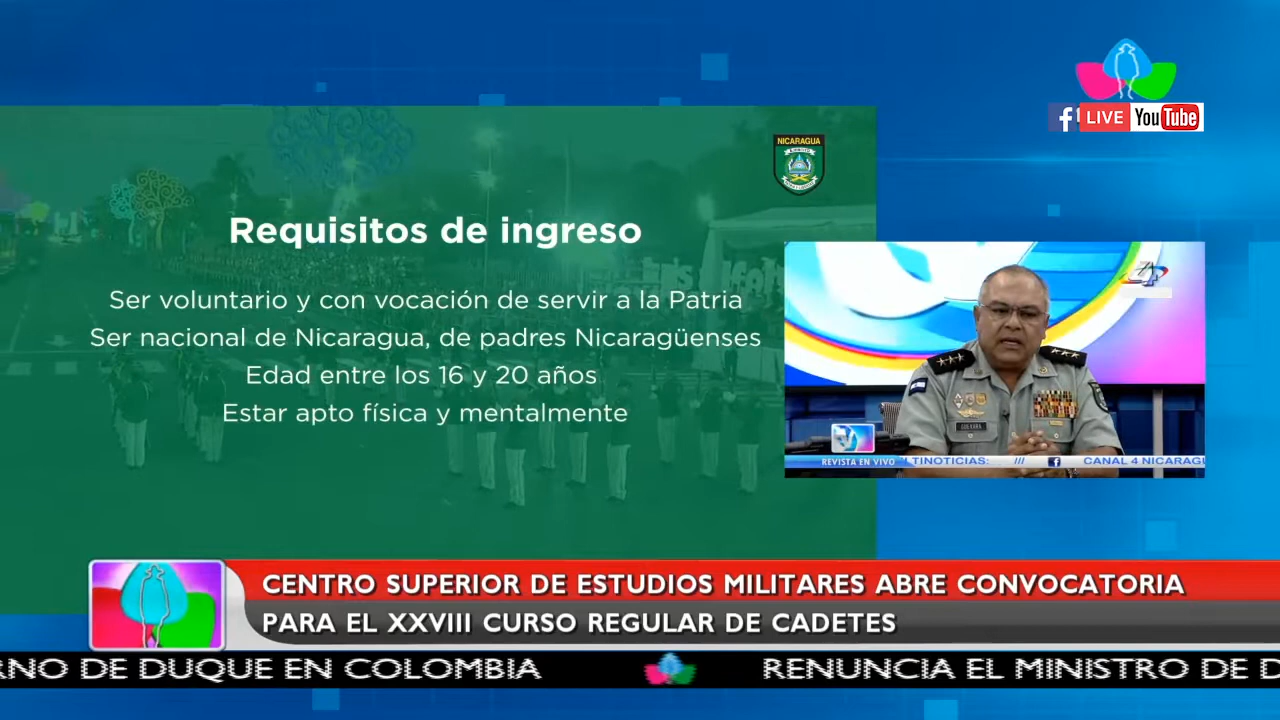 NICARAGUA
f LIVE YouTube
Requisitos de ingreso
Ser voluntario y con vocación de servir a la Patria
Ser nacional de Nicaragua, de padres Nicaragüenses
Edad entre los 16 y 20 años
Estar apto física y mentalmente
REVISTA EN VIVO
TINOTICIAS: /// f CANAL 4 NICARAGU
CENTRO SUPERIOR DE ESTUDIOS MILITARES ABRE CONVOCATORIA
PARA EL XXVIII CURSO REGULAR DE CADETES
RNO DE DUQUE EN COLOMBIA RENUNCIA EL MINISTRO DE D